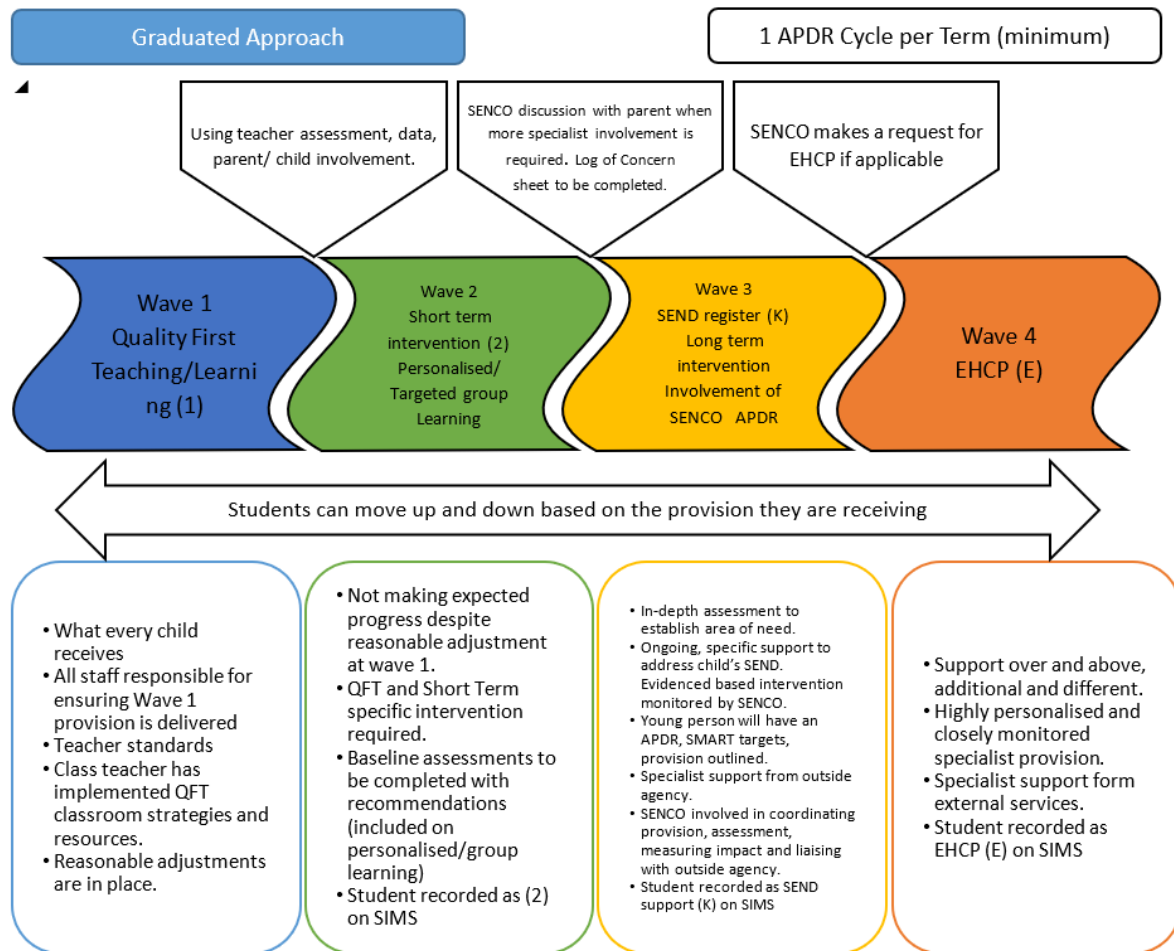 Graduated Approach
1 APDR Cycle per Term (minimum)
Using teacher assessment, data,
parent/ child involvement.
SENCO discussion with parent when
more specialist involvement is
required. Log of Concern
sheet to be completed.
SENCO makes a request for
EHCP if applicable
Wave 1
Quality First
Teaching/Learni
ng (1)
Wave 2
Short term
intervention (2)
Personalised/
Targeted group
Learning
Wave 3
SEND register (K)
Long term
intervention
Involvement of
SENCO APDR
Wave 4
EHCP (E)
Students can move up and down based on the provision they are receiving
• What every child
receives
• All staff responsible for
ensuring Wave 1
provision is delivered
• Teacher standards
• Class teacher has
implemented QFT
classroom strategies and
resources.
• Reasonable adjustments
are in place.
• Not making expected
progress despite
reasonable adjustment
at wave 1.
• QFT and Short Term
specific intervention
required.
• Baseline assessments to
be completed with
recommendations
(included on
personalised/group
learning)
• Student recorded as (2)
on SIMS
• In-depth assessment to
establish area of need.
• Ongoing, specific support to
address child's SEND.
Evidenced based intervention
monitored by SENCO.
• Young person will have an
APDR, SMART targets,
provision outlined.
• Specialist support from outside
agency.
• SENCO involved in coordinating
provision, assessment,
measuring impact and liaising
with outside agency.
• Student recorded as SEND
support (K) on SIMS
• Support over and above,
additional and different.
• Highly personalised and
closely monitored
specialist provision.
• Specialist support form
external services.
• Student recorded as
EHCP (E) on SIMS